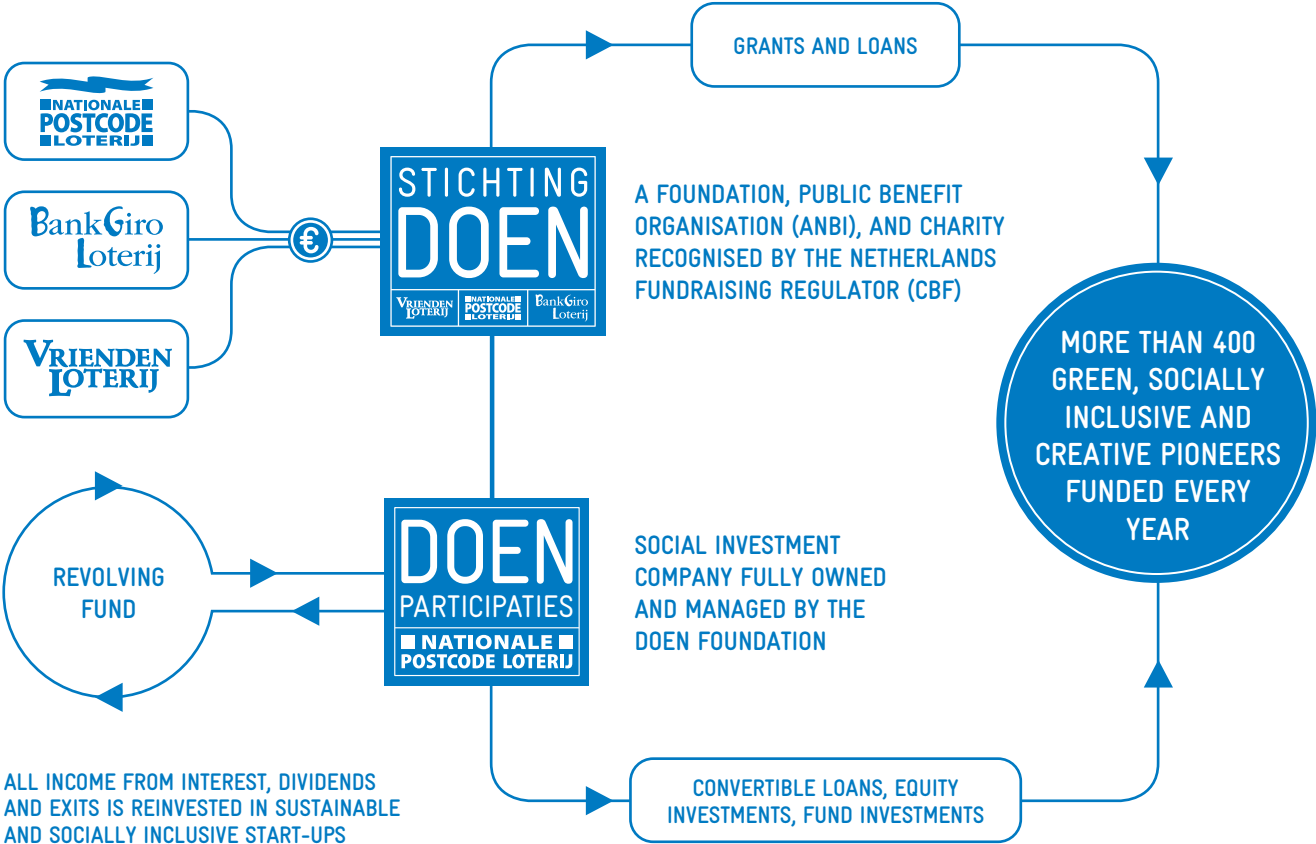 GRANTS AND LOANS
NATIONALE
POSTCODE
LOTERIJ
BankGiro
Loterij
VRIENDEN
LOTERIJ
€
STICHTING
DOEN
VRIENDEN
LOTERIJ
NATIONALE
POSTCODE
LOTERIJ
BankGiro
Loterij
A FOUNDATION, PUBLIC BENEFIT
ORGANISATION (ANBI), AND CHARITY
RECOGNISED BY THE NETHERLANDS
FUNDRAISING REGULATOR (CBF)
MORE THAN 400
GREEN, SOCIALLY
INCLUSIVE AND
CREATIVE PIONEERS
FUNDED EVERY
YEAR
REVOLVING
FUND
DOEN
PARTICIPATIES
NATIONALE
POSTCODE LOTERIJ
SOCIAL INVESTMENT
COMPANY FULLY OWNED
AND MANAGED BY THE
DOEN FOUNDATION
ALL INCOME FROM INTEREST, DIVIDENDS
AND EXITS IS REINVESTED IN SUSTAINABLE
AND SOCIALLY INCLUSIVE START-UPS
CONVERTIBLE LOANS, EQUITY
INVESTMENTS, FUND INVESTMENTS